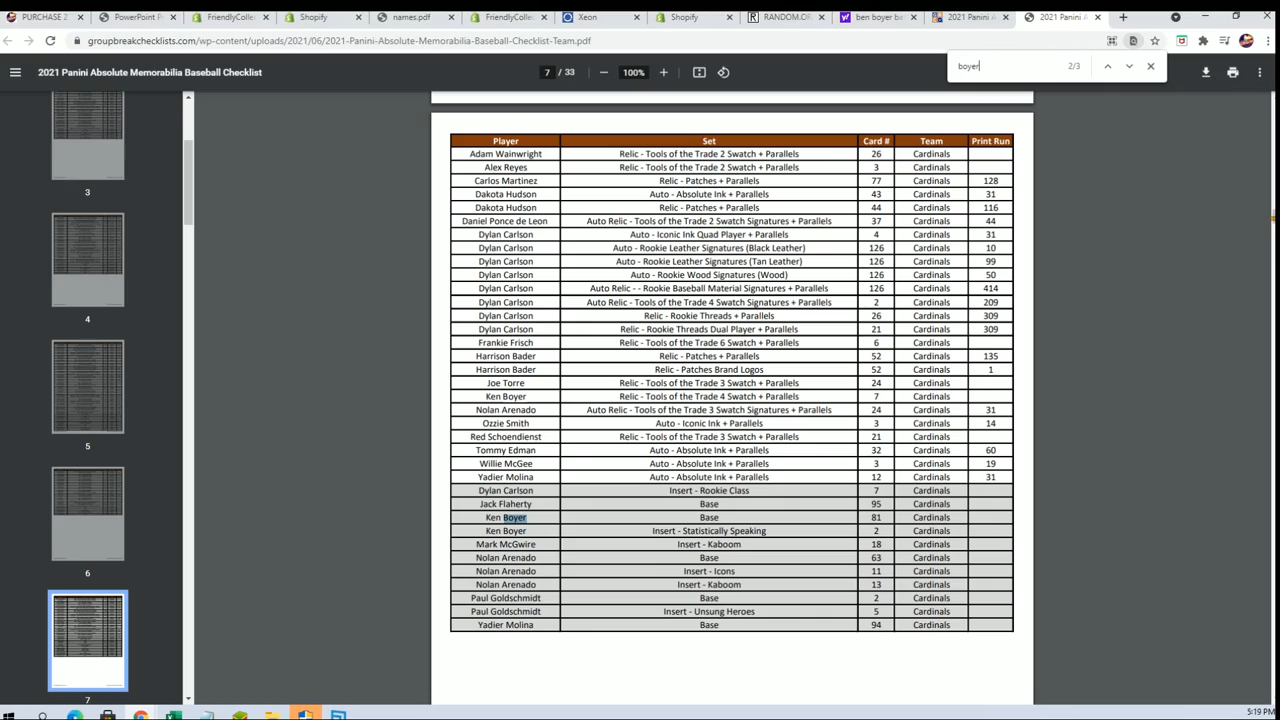 PURCHASE 2
PowerPoint P
FriendlyColle
Shopify
names.pdf
FriendlyColle
Xeon
Shopify
RANDOM.OR
ben boyer ba
2021 Panini A
2021 Panini A
groupbreakchecklists.com/wp-content/uploads/2021/06/2021-Panini-Absolute-Memorabilia-Baseball-Checklist-Team.pdf
boyer 2/3
2021 Panini Absolute Memorabilia Baseball Checklist
7 / 33
100%
3
4
5
6
7
Player Set Card # Team Print Run
Adam Wainwright Relic - Tools of the Trade 2 Swatch + Parallels 26 Cardinals
Alex Reyes Relic - Tools of the Trade 2 Swatch + Parallels 3 Cardinals
Carlos Martinez Relic - Patches + Parallels 77 Cardinals 128
Dakota Hudson Auto - Absolute Ink + Parallels 43 Cardinals 31
Dakota Hudson Relic - Patches + Parallels 44 Cardinals 116
Daniel Ponce de Leon Auto Relic - Tools of the Trade 2 Swatch Signatures + Parallels 37 Cardinals 44
Dylan Carlson Auto - Iconic Ink Quad Player + Parallels 4 Cardinals 31
Dylan Carlson Auto - Rookie Leather Signatures (Black Leather) 126 Cardinals 10
Dylan Carlson Auto - Rookie Leather Signatures (Tan Leather) 126 Cardinals 99
Dylan Carlson Auto - Rookie Wood Signatures (Wood) 126 Cardinals 50
Dylan Carlson Auto Relic - - Rookie Baseball Material Signatures + Parallels 126 Cardinals 414
Dylan Carlson Auto Relic - Tools of the Trade 4 Swatch Signatures + Parallels 2 Cardinals 209
Dylan Carlson Relic - Rookie Threads + Parallels 26 Cardinals 309
Dylan Carlson Relic - Rookie Threads Dual Player + Parallels 21 Cardinals 309
Frankie Frisch Relic - Tools of the Trade 6 Swatch + Parallels 6 Cardinals
Harrison Bader Relic - Patches + Parallels 52 Cardinals 135
Harrison Bader Relic - Patches Brand Logos 52 Cardinals 1
Joe Torre Relic - Tools of the Trade 3 Swatch + Parallels 24 Cardinals
Ken Boyer Relic - Tools of the Trade 4 Swatch + Parallels 7 Cardinals
Nolan Arenado Auto Relic - Tools of the Trade 3 Swatch Signatures + Parallels 24 Cardinals 31
Ozzie Smith Auto - Iconic Ink + Parallels 3 Cardinals 14
Red Schoendienst Relic - Tools of the Trade 3 Swatch + Parallels 21 Cardinals
Tommy Edman Auto - Absolute Ink + Parallels 32 Cardinals 60
Willie McGee Auto - Absolute Ink + Parallels 3 Cardinals 19
Yadier Molina Auto - Absolute Ink + Parallels 12 Cardinals 31
Dylan Carlson Insert - Rookie Class 7 Cardinals
Jack Flaherty Base 95 Cardinals
Ken Boyer Base 81 Cardinals
Ken Boyer Insert - Statistically Speaking 2 Cardinals
Mark McGwire Insert - Kaboom 18 Cardinals
Nolan Arenado Base 63 Cardinals
Nolan Arenado Insert - Icons 11 Cardinals
Nolan Arenado Insert - Kaboom 13 Cardinals
Paul Goldschmidt Base 2 Cardinals
Paul Goldschmidt Insert - Unsung Heroes 5 Cardinals
Yadier Molina Base 94 Cardinals
5:19 PM